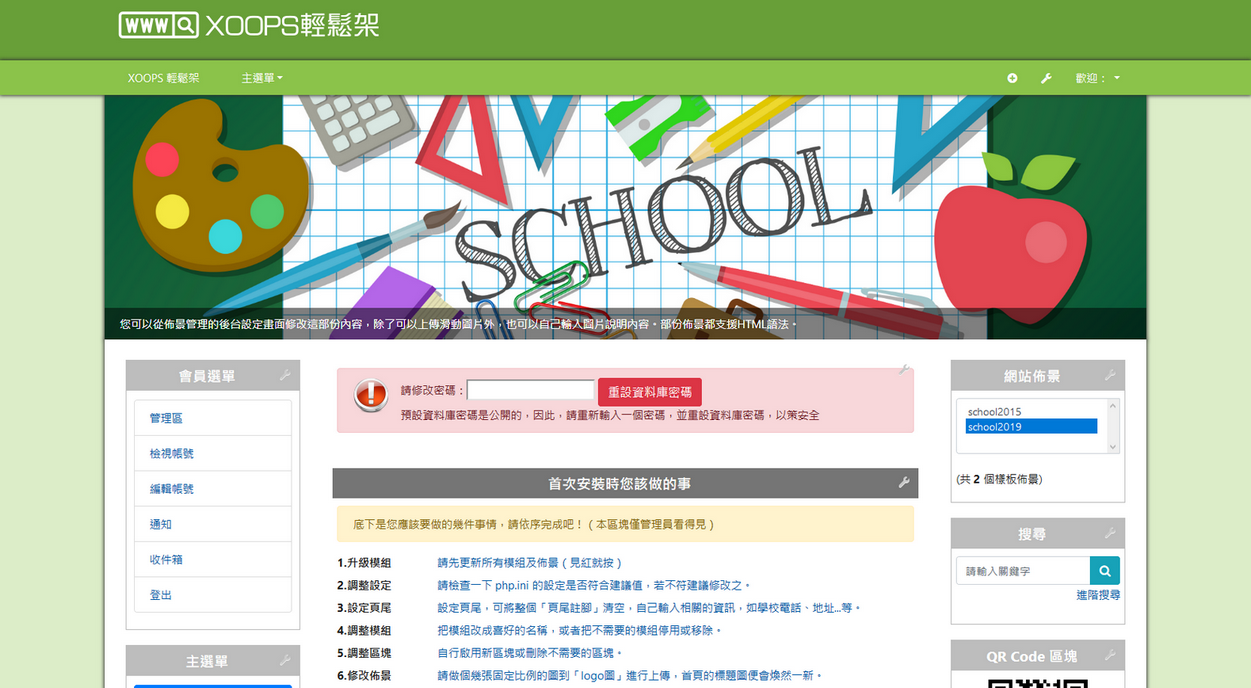 WWW XOOPS輕鬆架
XOOPS 輕鬆架 主選單 歡迎：
SCHOOL
您可以從佈景管理的後台設定畫面修改這部份內容，除了可以上傳滑動圖片外，也可以自己輸入圖片說明內容。部份佈景都支援HTML語法。
會員選單
管理區
檢視帳號
編輯帳號
通知
收件箱
登出
主選單
請修改密碼： 重設資料庫密碼
預設資料庫密碼是公開的，因此，請重新輸入一個密碼，並重設資料庫密碼，以策安全
首次安裝時您該做的事
底下是您應該要做的幾件事情，請依序完成吧！（本區塊僅管理員看得見）
1.升級模組 請先更新所有模組及佈景（見紅就按）
2.調整設定 請檢查一下 php.ini 的設定是否符合建議值，若不符建議修改之。
3.設定頁尾 設定頁尾，可將整個「頁尾註腳」清空，自己輸入相關的資訊，如學校電話、地址...等。
4.調整模組 把模組改成喜好的名稱，或者把不需要的模組停用或移除。
5.調整區塊 自行啟用新區塊或刪除不需要的區塊。
6.修改佈景 請做個幾張固定比例的圖到「logo圖」進行上傳，首頁的標題圖便會煥然一新。
網站佈景
school2015
school2019
(共 2 個樣板佈景)
搜尋
請輸入關鍵字
進階搜尋
QR Code 區塊